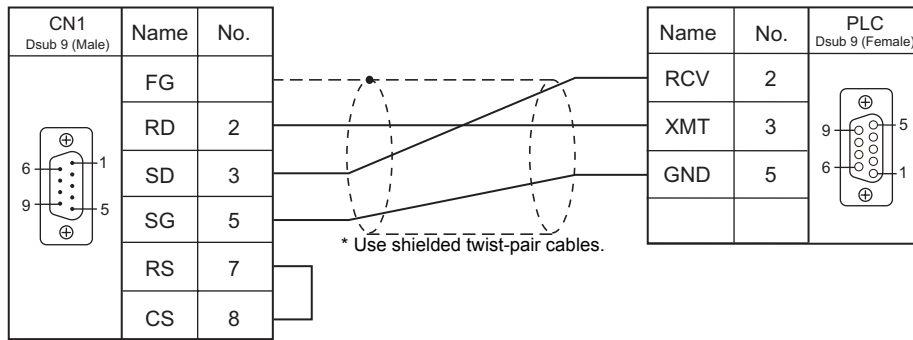 CN1
Dsub 9 (Male)
Name No.
FG
RD 2
SD 3
SG 5
RS 7
CS 8
6
9
1
5
* Use shielded twist-pair cables.
Name No.
RCV 2
XMT 3
GND 5
PLC
Dsub 9 (Female)
9
6
5
1